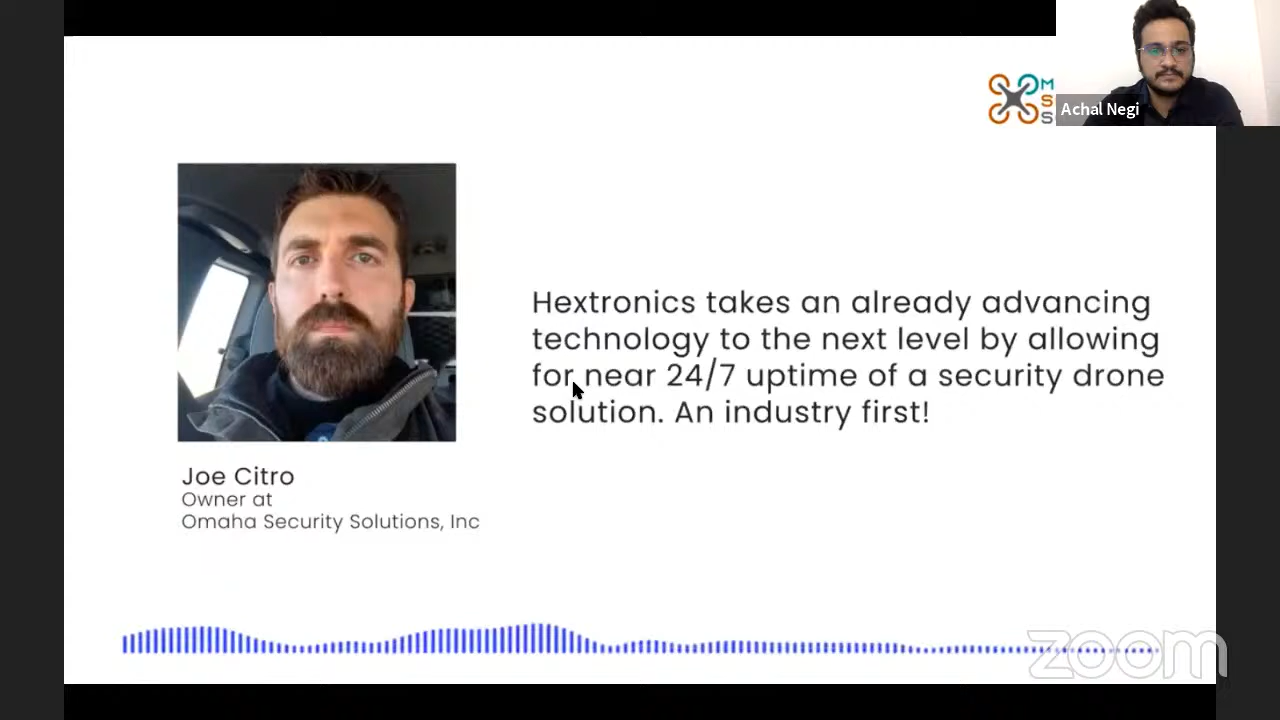 M
S
S
Achal Negi
Hextronics takes an already advancing
technology to the next level by allowing
for near 24/7 uptime of a security drone
solution. An industry first!
Joe Citro
Owner at
Omaha Security Solutions, Inc
zoom